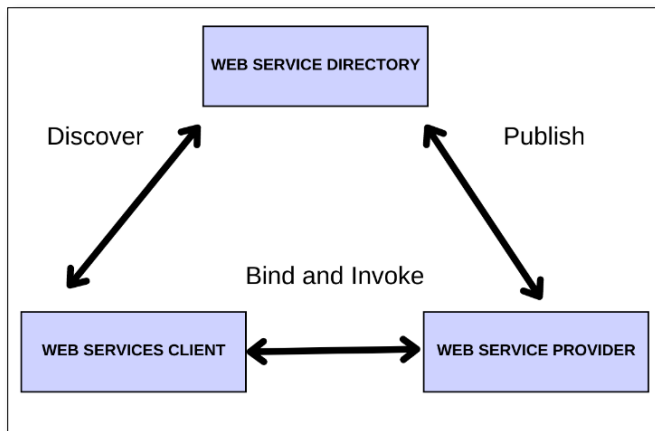 WEB SERVICE DIRECTORY
Discover
Publish
Bind and Invoke
WEB SERVICES CLIENT
WEB SERVICE PROVIDER